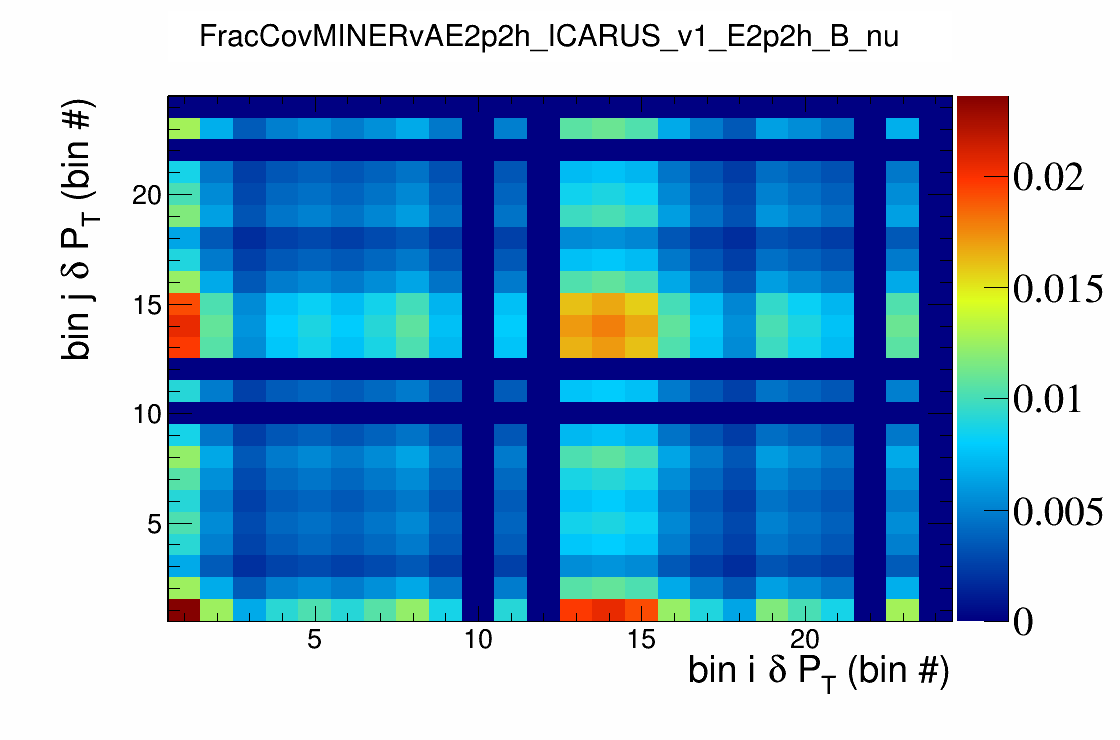 FracCovMINERvAE2p2h_ICARUS_v1_E2p2h_B_nu
bin j δ P_T (bin #)
20
15
10
5
5 10 15 20
bin i δ P_T (bin #)
0.02
0.015
0.01
0.005
0